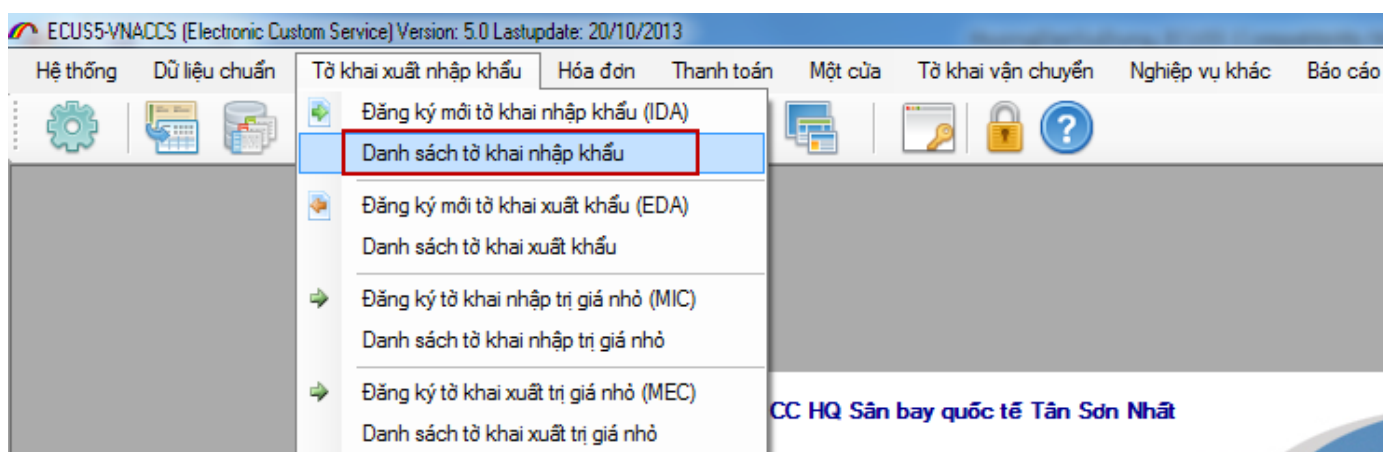 ECUS5-VNACCS (Electronic Custom Service) Version: 5.0 Lastupdate: 20/10/2013
Hệ thống Dữ liệu chuẩn Tờ khai xuất nhập khẩu Hóa đơn Thanh toán Một cửa Tờ khai vận chuyển Nghiệp vụ khác Báo cáo
Đăng ký mới tờ khai nhập khẩu (IDA)
Danh sách tờ khai nhập khẩu
Đăng ký mới tờ khai xuất khẩu (EDA)
Danh sách tờ khai xuất khẩu
Đăng ký tờ khai nhập trị giá nhỏ (MIC)
Danh sách tờ khai nhập trị giá nhỏ
Đăng ký tờ khai xuất trị giá nhỏ (MEC)
CC HQ Sân bay quốc tế Tân Sơn Nhất
Danh sách tờ khai xuất trị giá nhỏ